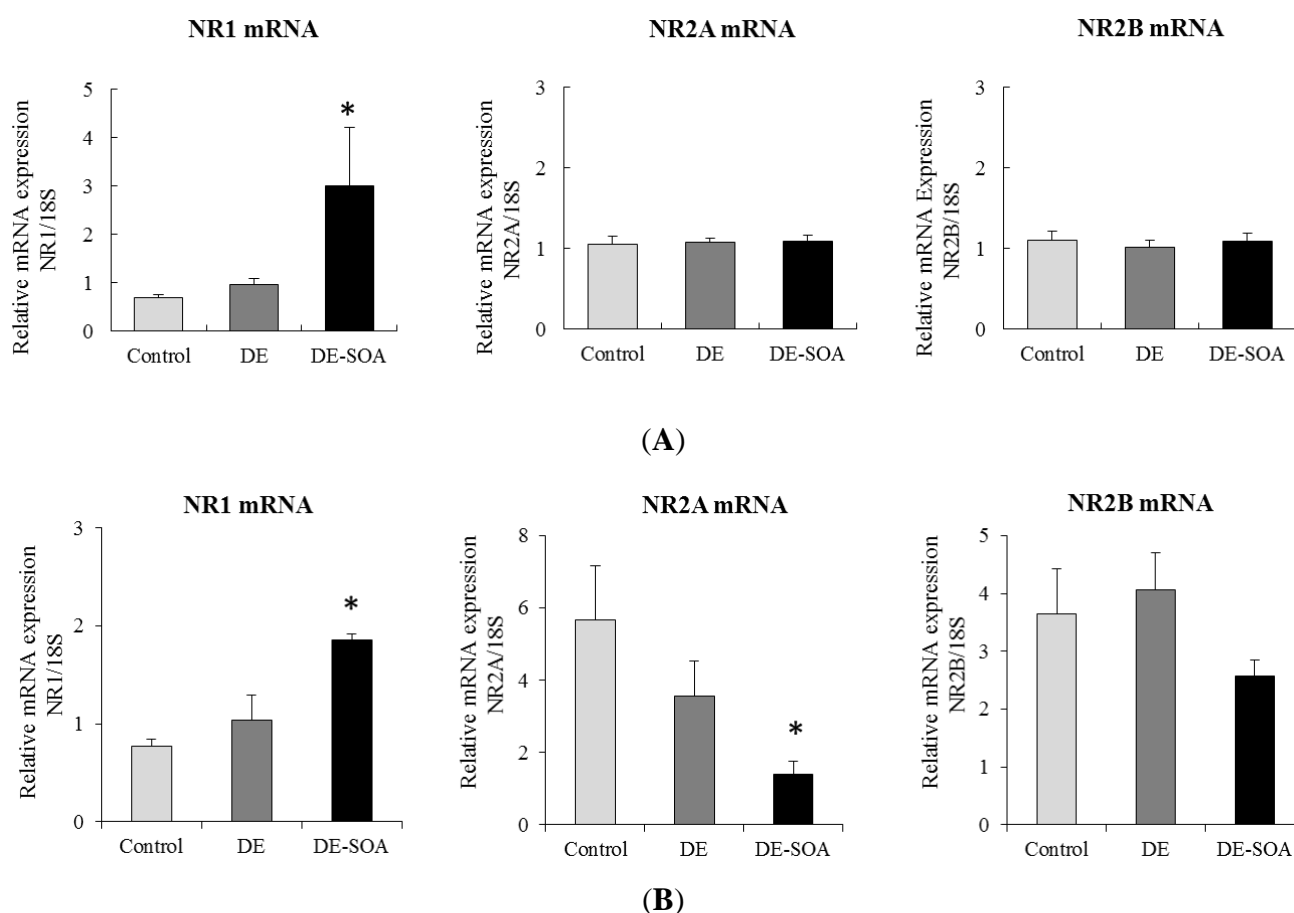 NR1 mRNA
Relative mRNA expression
NR1/18S
5
4
3
2
1
0
*
Control DE DE-SOA
NR2A mRNA
Relative mRNA expression
NR2A/18S
3
2
1
0
Control DE DE-SOA
NR2B mRNA
Relative mRNA Expression
NR2B/18S
3
2
1
0
Control DE DE-SOA
(A)
NR1 mRNA
Relative mRNA expression
NR1/18S
3
2
1
0
*
Control DE DE-SOA
NR2A mRNA
Relative mRNA expression
NR2A/18S
8
6
4
2
0
*
Control DE DE-SOA
NR2B mRNA
Relative mRNA expression
NR2B/18S
5
4
3
2
1
0
Control DE DE-SOA
(B)